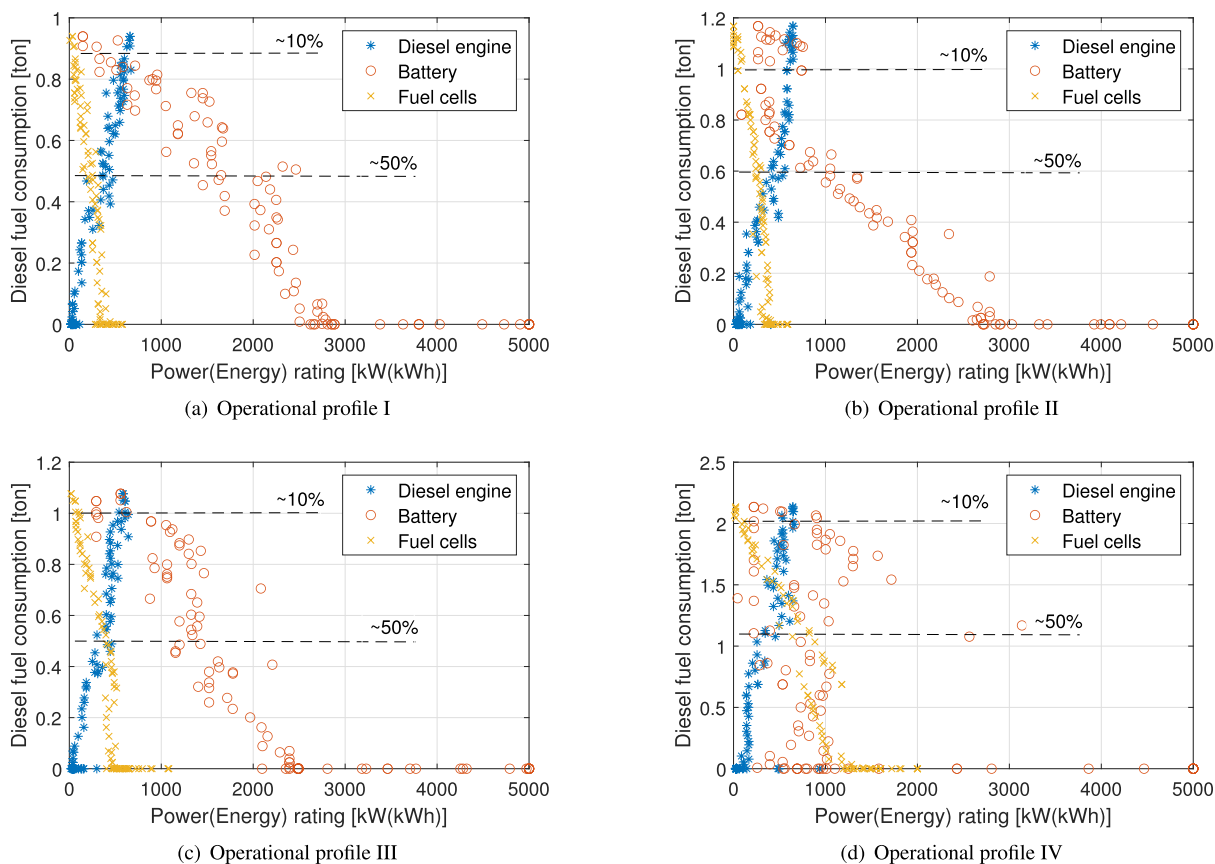 1
0.8
0.6
0.4
0.2
0
Diesel fuel consumption [ton]
~10%
~50%
Diesel engine
Battery
Fuel cells
0 1000 2000 3000 4000 5000
Power(Energy) rating [kW(kWh)]
(a) Operational profile I
1.2
1
0.8
0.6
0.4
0.2
0
Diesel fuel consumption [ton]
~10%
~50%
Diesel engine
Battery
Fuel cells
0 1000 2000 3000 4000 5000
Power(Energy) rating [kW(kWh)]
(b) Operational profile II
1.2
1
0.8
0.6
0.4
0.2
0
Diesel fuel consumption [ton]
~10%
~50%
Diesel engine
Battery
Fuel cells
0 1000 2000 3000 4000 5000
Power(Energy) rating [kW(kWh)]
(c) Operational profile III
2.5
2
1.5
1
0.5
0
Diesel fuel consumption [ton]
~10%
~50%
Diesel engine
Battery
Fuel cells
0 1000 2000 3000 4000 5000
Power(Energy) rating [kW(kWh)]
(d) Operational profile IV